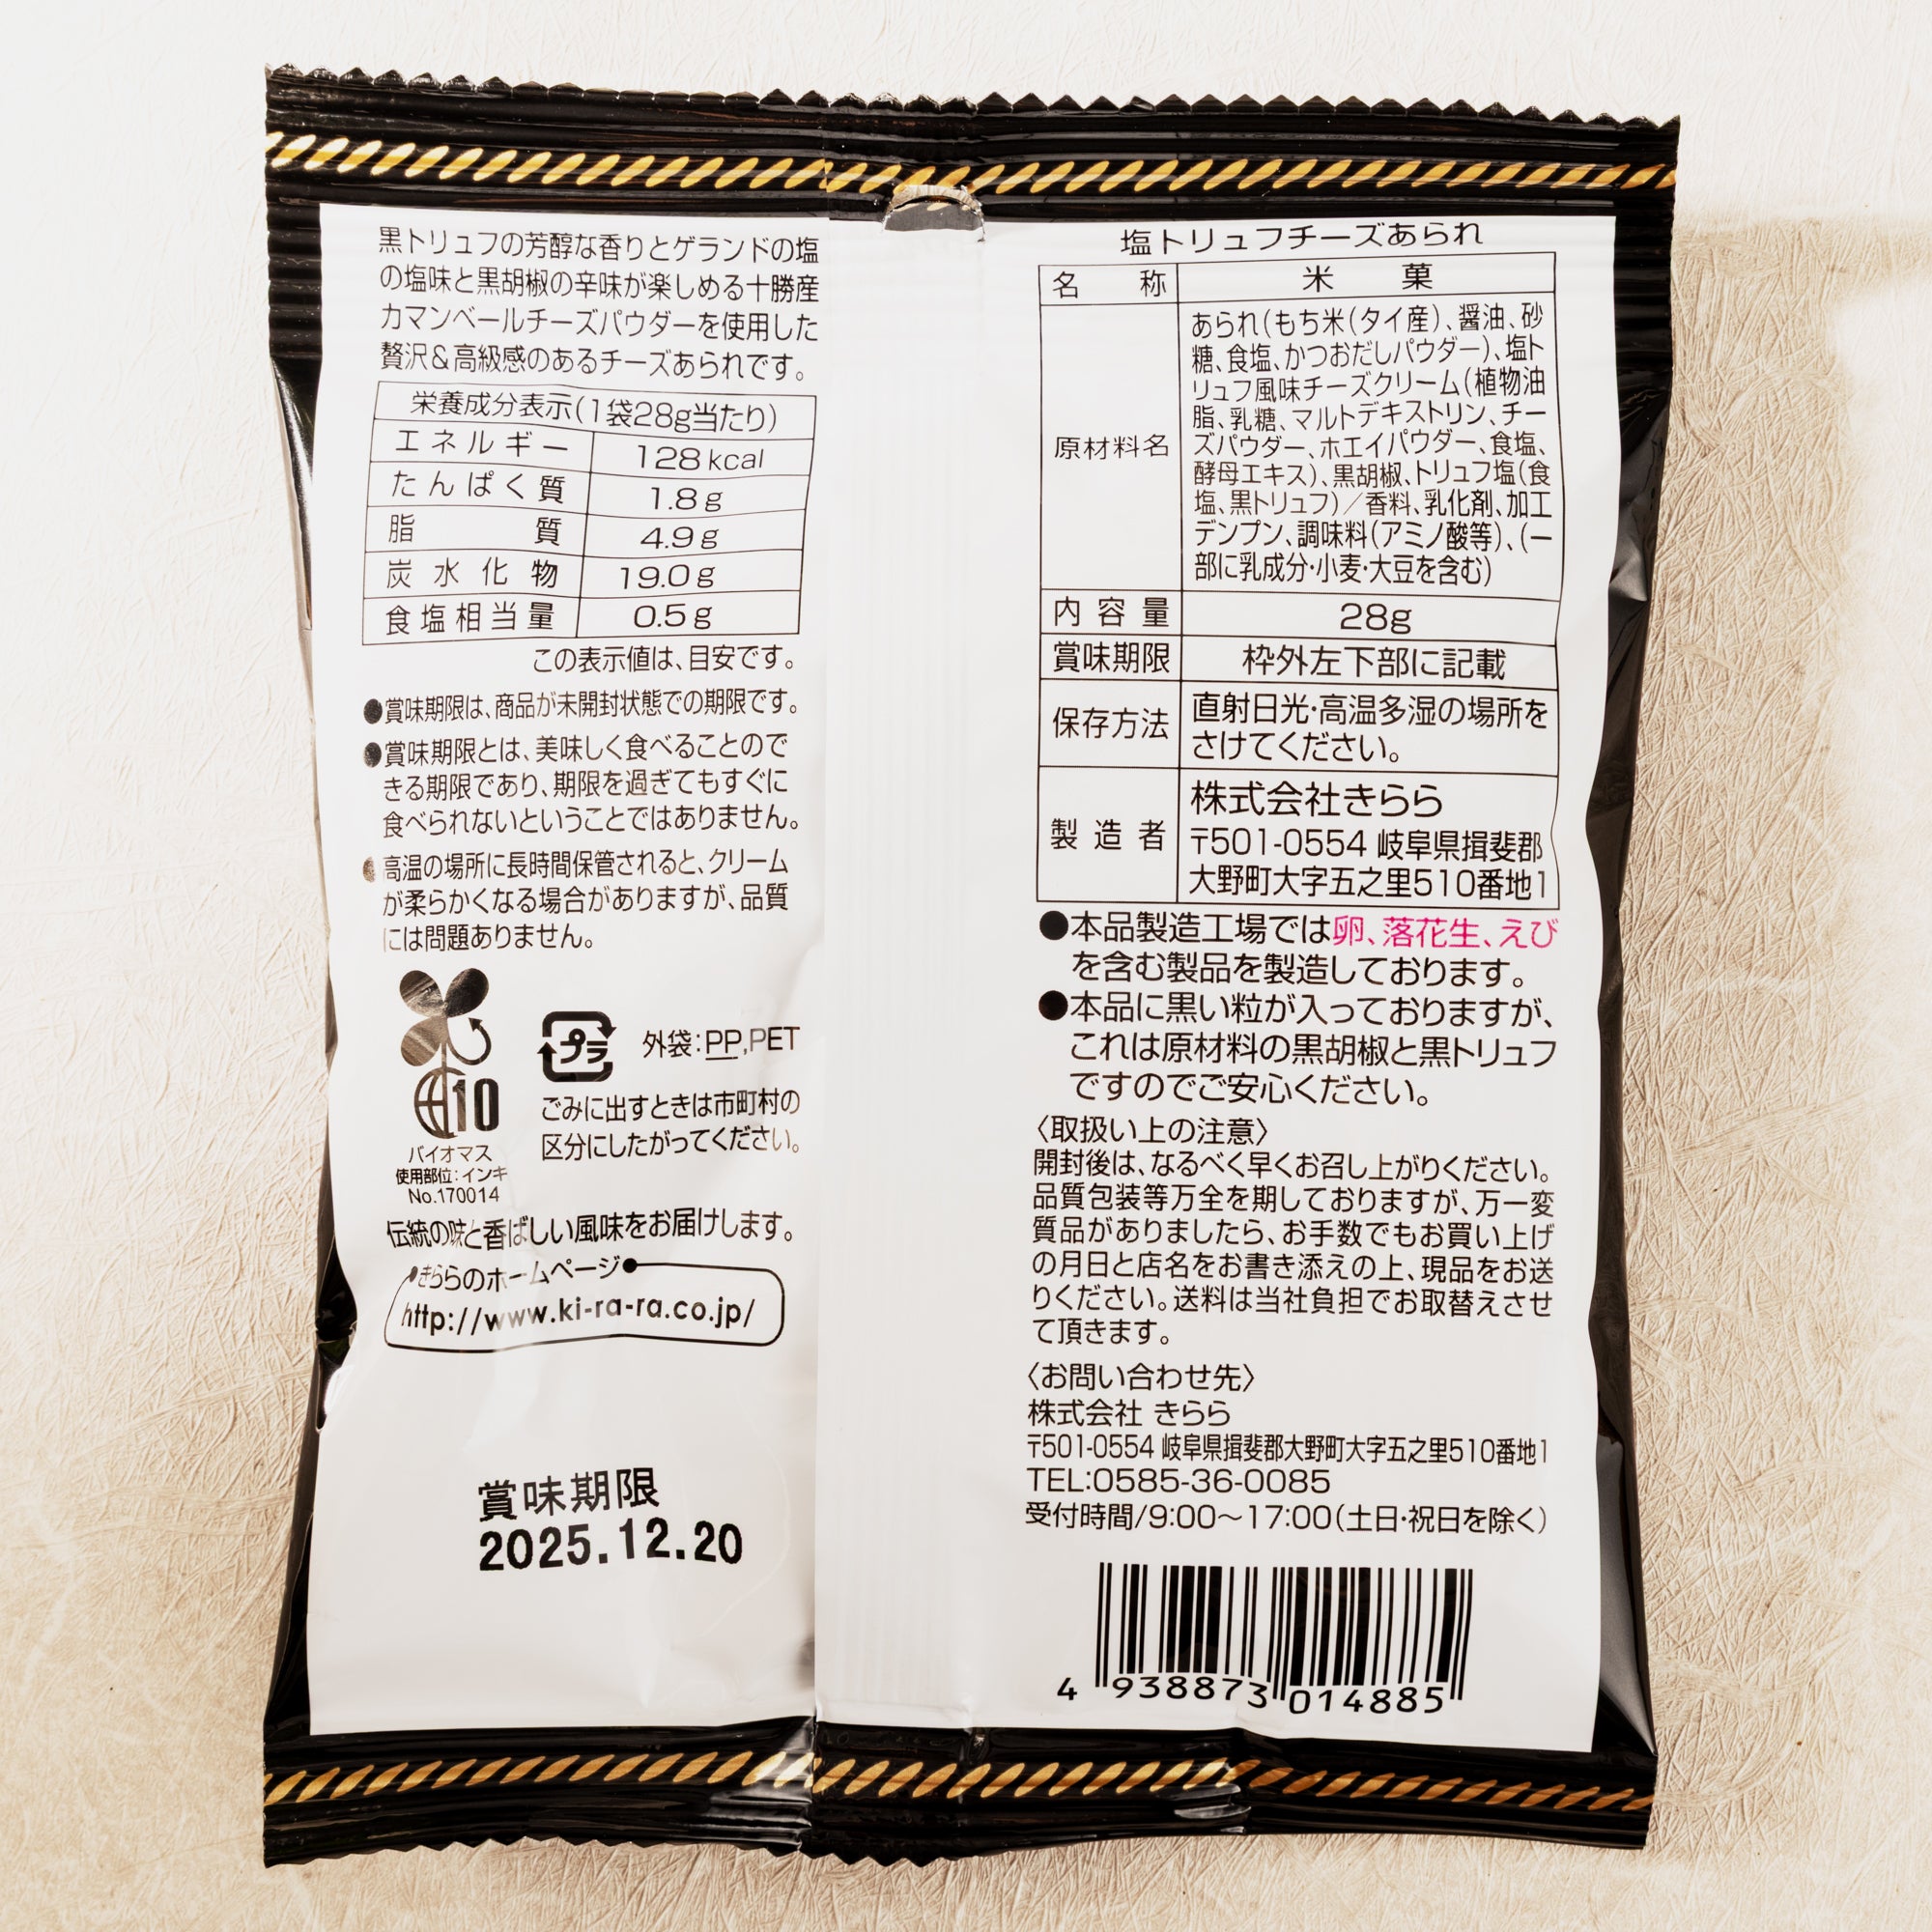 黒トリュフの芳醇な香りとゲランドの塩
の塩味と黒胡椒の辛味が楽しめる十勝産
カマンベールチーズパウダーを使用した
贅沢&高級感のあるチーズあられです。
栄養成分表示(1袋28g当たり)
エネルギー 128kcal
たんぱく質 1.8g
脂質 4.9g
炭水化物 19.0g
食塩相当量 0.5g
この表示値は、目安です。
●賞味期限は、商品が未開封状態での期限です。
●賞味期限とは、美味しく食べることので
きる期限であり、期限を過ぎてもすぐに
食べられないということではありません。
●高温の場所に長時間保管されると、クリーム
が柔らかくなる場合がありますが、品質
には問題ありません。
10
バイオマス
使用部位:インキ
No.170014
プラ
外袋:PP,PET
ごみに出すときは市町村の
区分にしたがってください。
伝統の味と香ばしい風味をお届けします。
きららのホームページ
http://www.ki-ra-ra.co.jp/
賞味期限
2025.12.20
塩トリュフチーズあられ
名称 米菓
原材料名
あられ(もち米(タイ産)、醤油、砂
糖、食塩、かつおだしパウダー)、塩ト
リュフ風味チーズクリーム(植物油
脂、乳糖、マルトデキストリン、チー
ズパウダー、ホエイパウダー、食塩、
酵母エキス)、黒胡椒、トリュフ塩(食
塩、黒トリュフ)/香料、乳化剤、加工
デンプン、調味料(アミノ酸等)、(一
部に乳成分・小麦・大豆を含む)
内容量 28g
賞味期限 枠外左下部に記載
保存方法
直射日光・高温多湿の場所を
さけてください。
製造者
株式会社きらら
〒501-0554 岐阜県揖斐郡
大野町大字五之里510番地1
●本品製造工場では卵、落花生、えび
を含む製品を製造しております。
●本品に黒い粒が入っておりますが、
これは原材料の黒胡椒と黒トリュフ
ですのでご安心ください。
〈取扱い上の注意〉
開封後は、なるべく早くお召し上がりください。
品質包装等万全を期しておりますが、万一変
質品がありましたら、お手数でもお買い上げ
の月日と店名をお書き添えの上、現品をお送
りください。送料は当社負担でお取替えさせ
て頂きます。
〈お問い合わせ先〉
株式会社 きらら
〒501-0554 岐阜県揖斐郡大野町大字五之里510番地1
TEL:0585-36-0085
受付時間/9:00〜17:00(土日・祝日を除く)
4 938873 014885